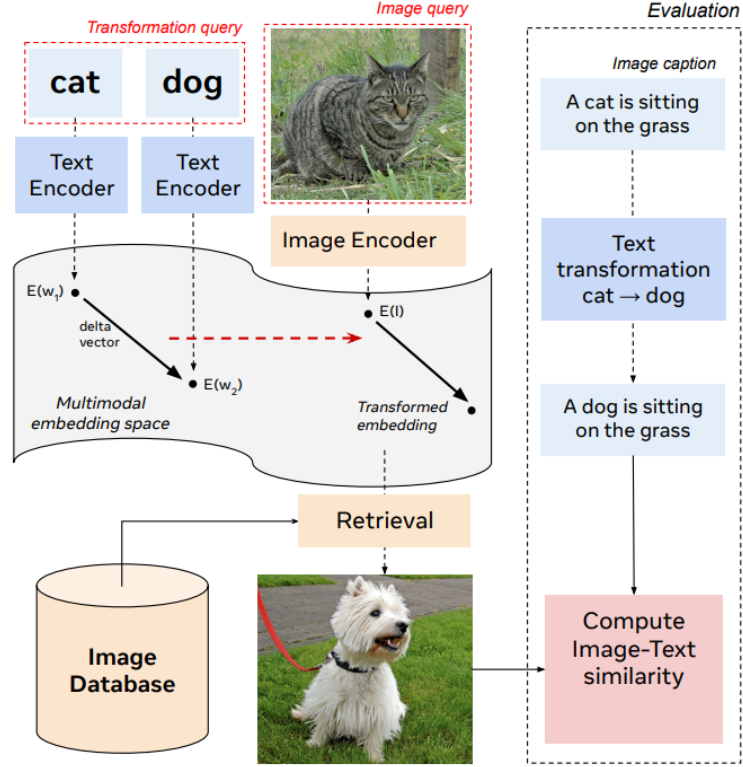 Transformation query
cat
dog
Text
Encoder
Text
Encoder
Image query
Image Encoder
E(w₁)
delta
vector
E(w₂)
Multimodal
embedding space
E(I)
Transformed
embedding
Retrieval
Image
Database
Evaluation
Image caption
A cat is sitting
on the grass
Text
transformation
cat → dog
A dog is sitting
on the grass
Compute
Image-Text
similarity